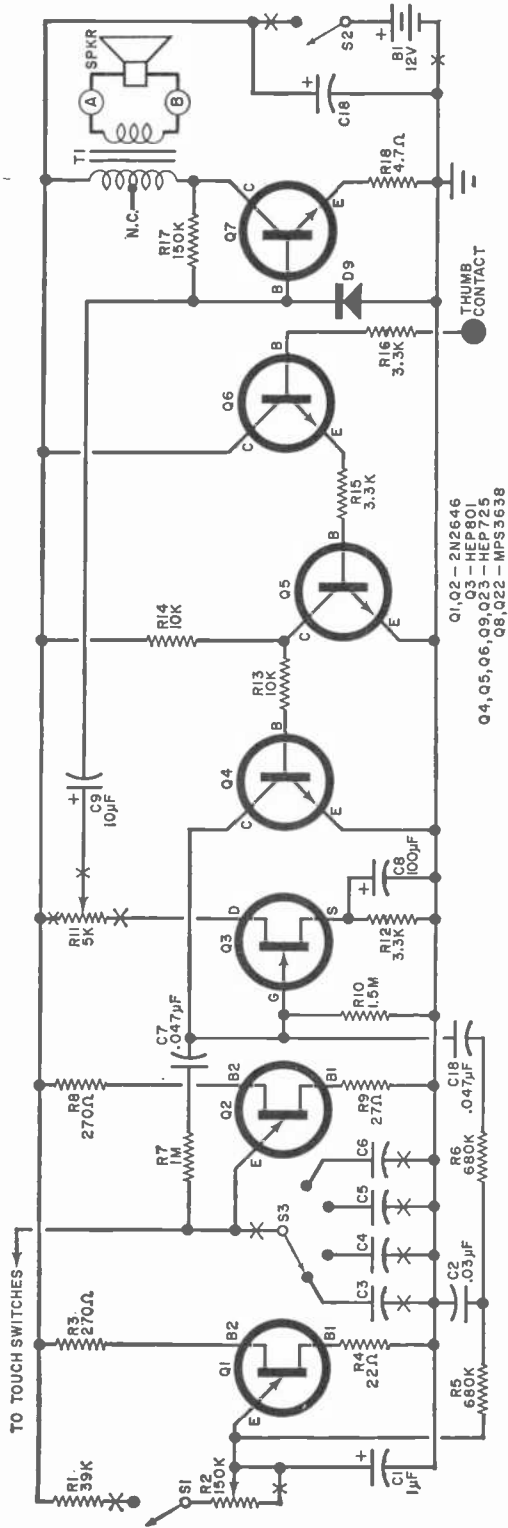 TO TOUCH SWITCHES
R1
39K
S1
R2
150K
C1
1µF
+
R3
270Ω
Q1
E
B2
B1
R4
22Ω
R5
680K
C2
.03µF
R6
680K
C18
.047µF
S3
C3
C4
C5
C6
R7
1M
C7
.047µF
R8
270Ω
Q2
E
B2
B1
R9
27Ω
R10
1.5M
R11
5K
Q3
G
D
S
R12
3.3K
C8
100µF
+
C9
10µF
+
Q4
C
B
E
R13
10K
R14
10K
Q5
C
B
E
R15
3.3K
Q6
C
B
E
R16
3.3K
THUMB
CONTACT
D9
R17
150K
Q7
C
B
E
R18
4.7Ω
N.C.
T1
A
B
SPKR
C18
+
S2
+
B1
12V
Q1,Q2 – 2N2646
Q3 – HEP801
Q4,Q5,Q6,Q9,Q23 – HEP725
Q8,Q22 – MPS3638